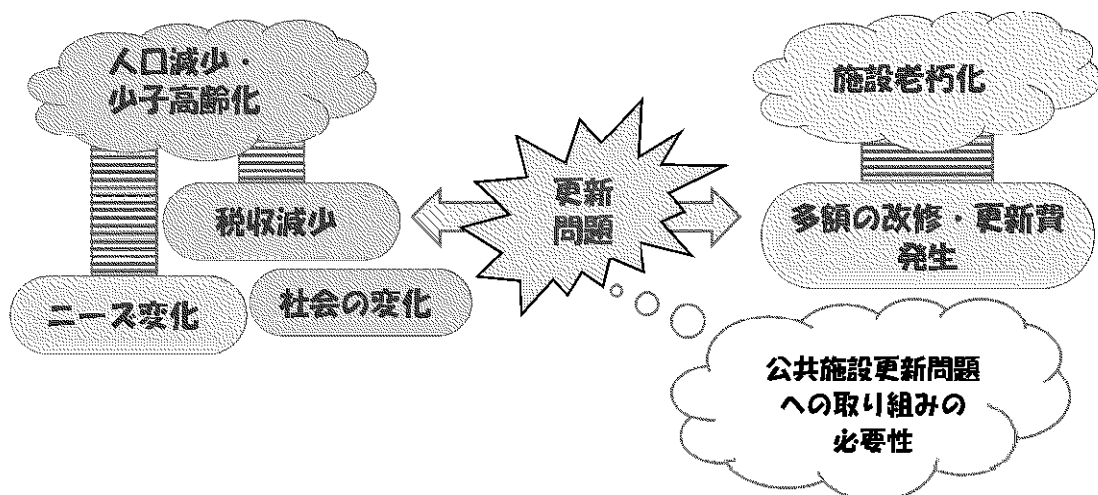 人口減少・
少子高齢化
税収減少
ニーズ変化
社会の変化
更新
問題
施設老朽化
多額の改修・更新費
発生
公共施設更新問題
への取り組みの
必要性